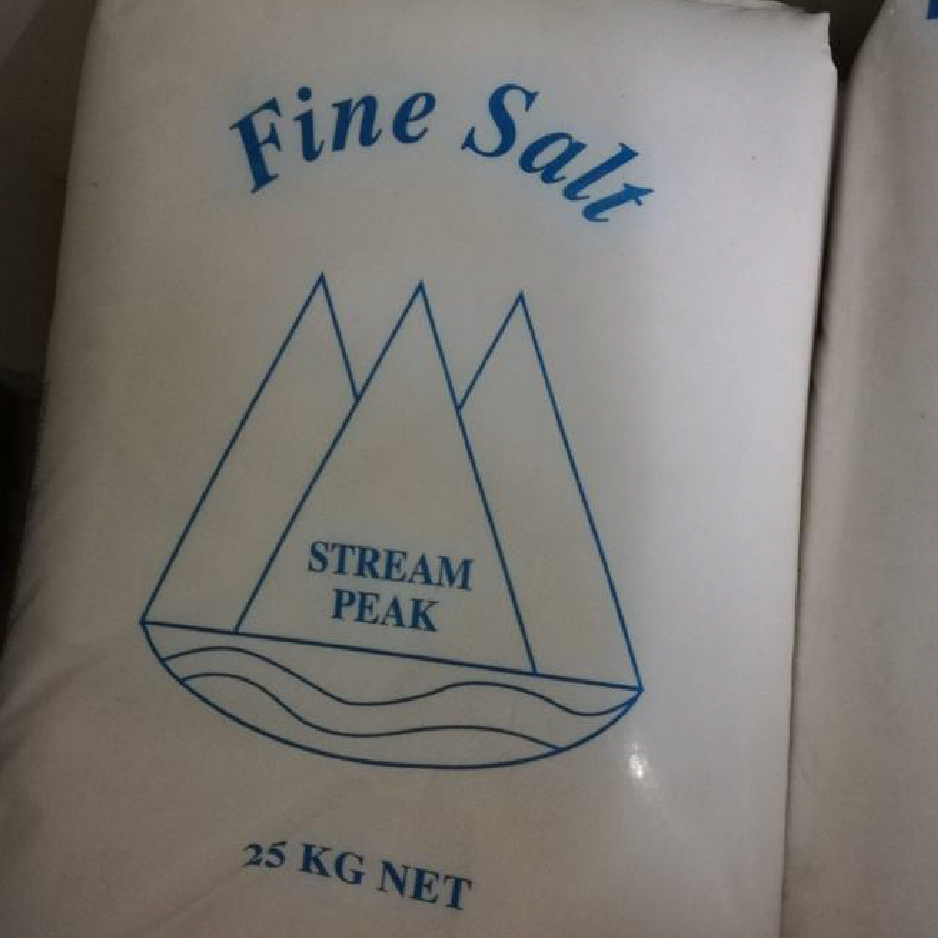 Fine Salt
STREAM
PEAK
25 KG NET